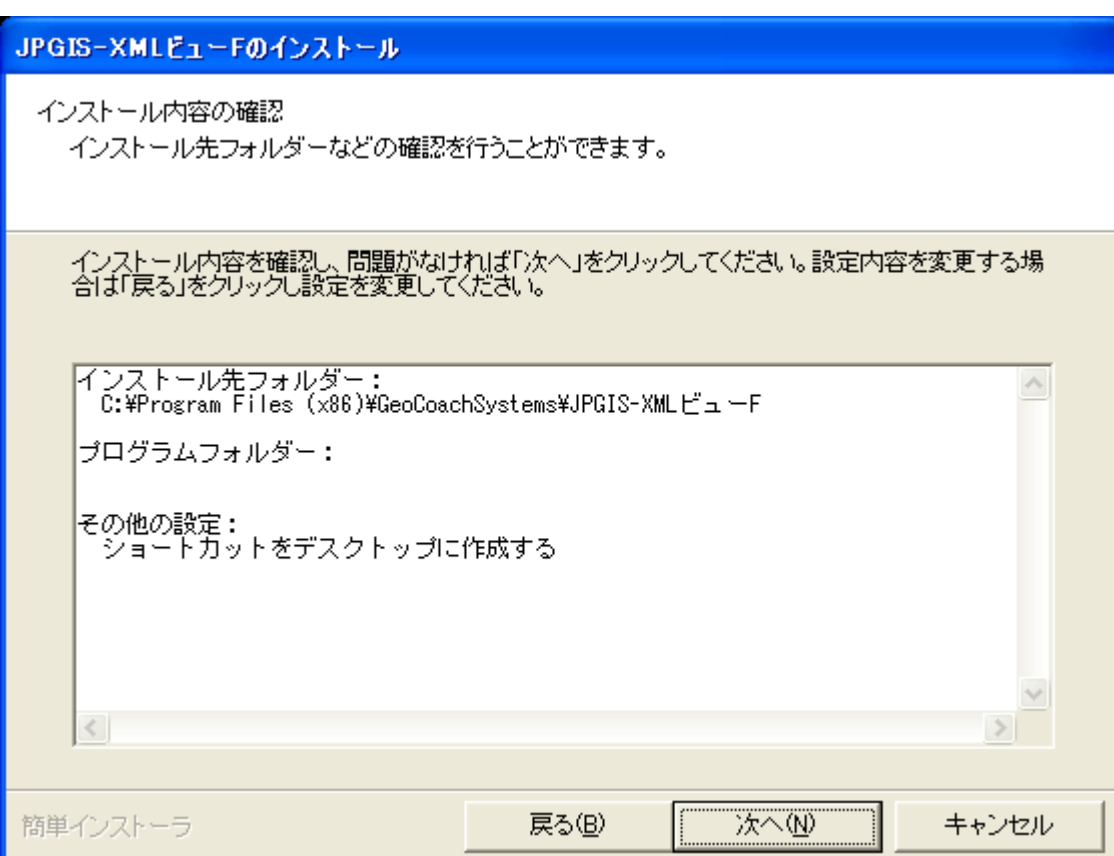 JPGIS-XMLビューFのインストール
インストール内容の確認
インストール先フォルダーなどの確認を行うことができます。
インストール内容を確認し、問題がなければ「次へ」をクリックしてください。設定内容を変更する場
合は「戻る」をクリックし設定を変更してください。
インストール先フォルダー:
C:¥Program Files (x86)¥GeoCoachSystems¥JPGIS-XMLビューF
プログラムフォルダー:
その他の設定:
ショートカットをデスクトップに作成する
簡単インストーラ
戻る(B)
次へ(N)
キャンセル